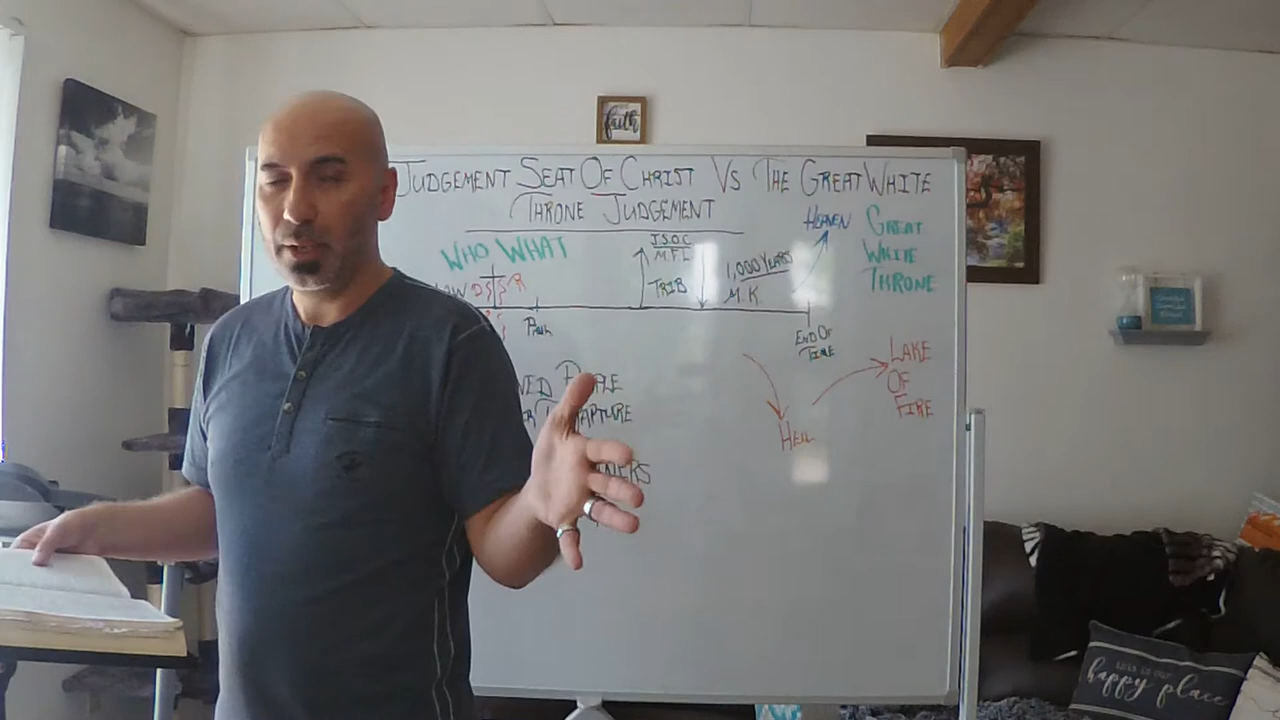 faith
JUDGEMENT SEAT OF CHRIST VS THE GREAT WHITE
THRONE JUDGEMENT
WHO WHAT
J.S.O.C
TRIB
1,000 YEARS
M.K.
HEAVEN
GREAT
WHITE
THRONE
PAUL
END OF
TIME
LAKE
OF
FIRE
HELL
PEOPLE
RAPTURE
happy place